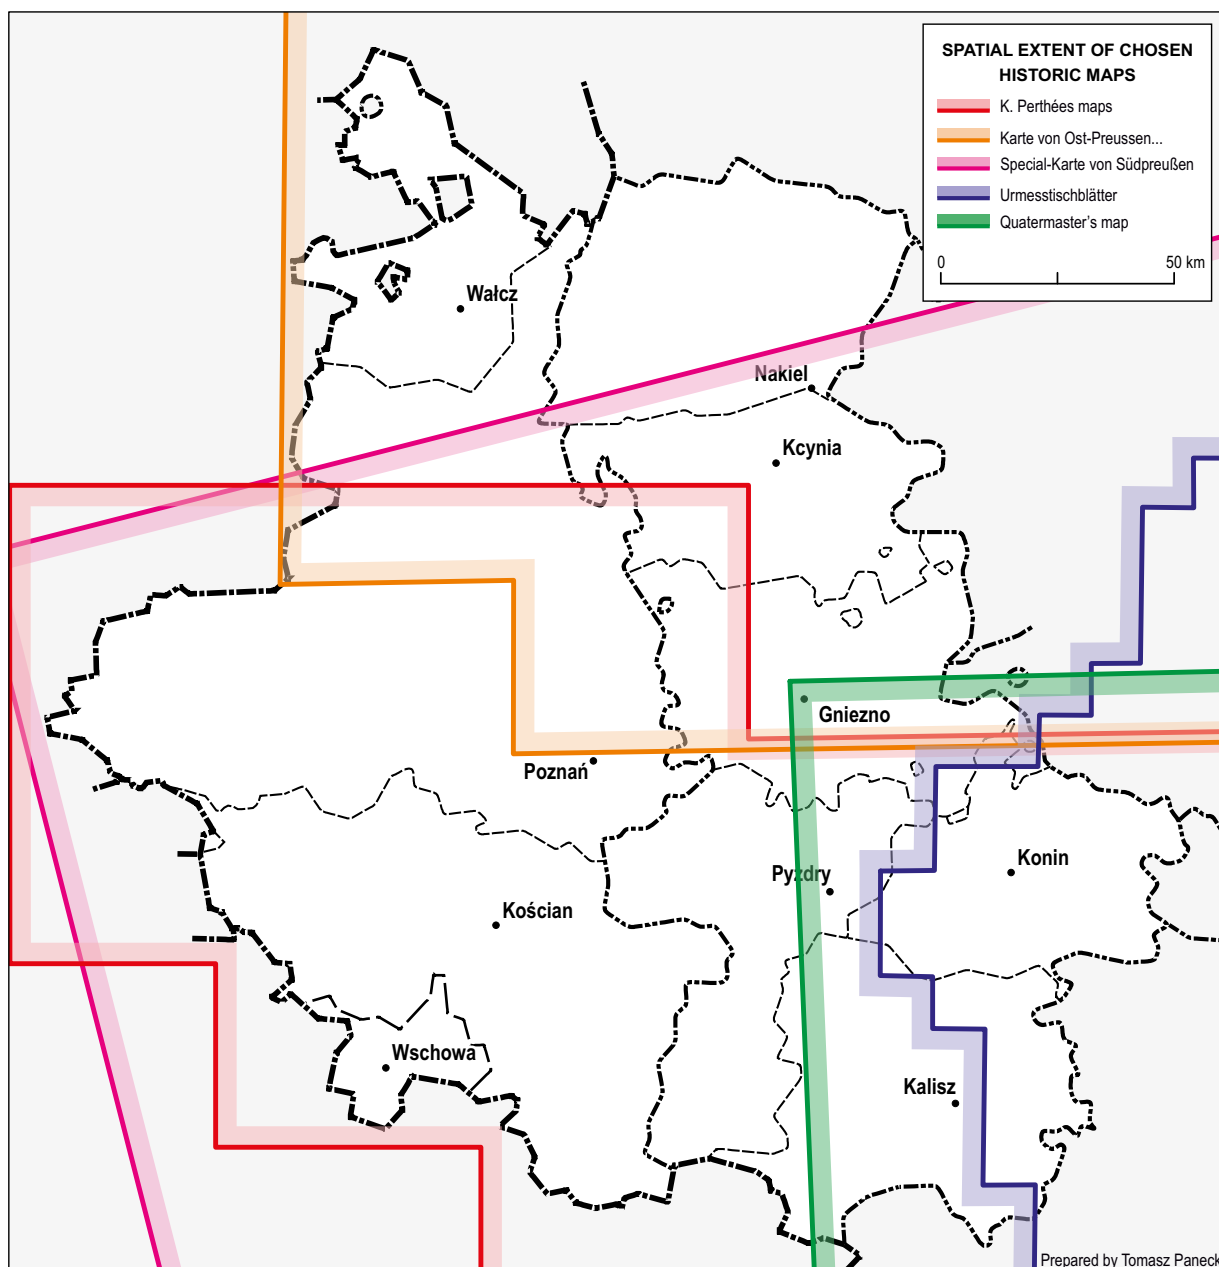 SPATIAL EXTENT OF CHOSEN
HISTORIC MAPS
K. Perthées maps
Karte von Ost-Preussen...
Special-Karte von Südpreußen
Urmesstischblätter
Quatermaster's map
0 50 km
Wałcz
Nakiel
Kcynia
Gniezno
Poznań
Konin
Pyzdry
Kościan
Wschowa
Kalisz
Prepared by Tomasz Panecki